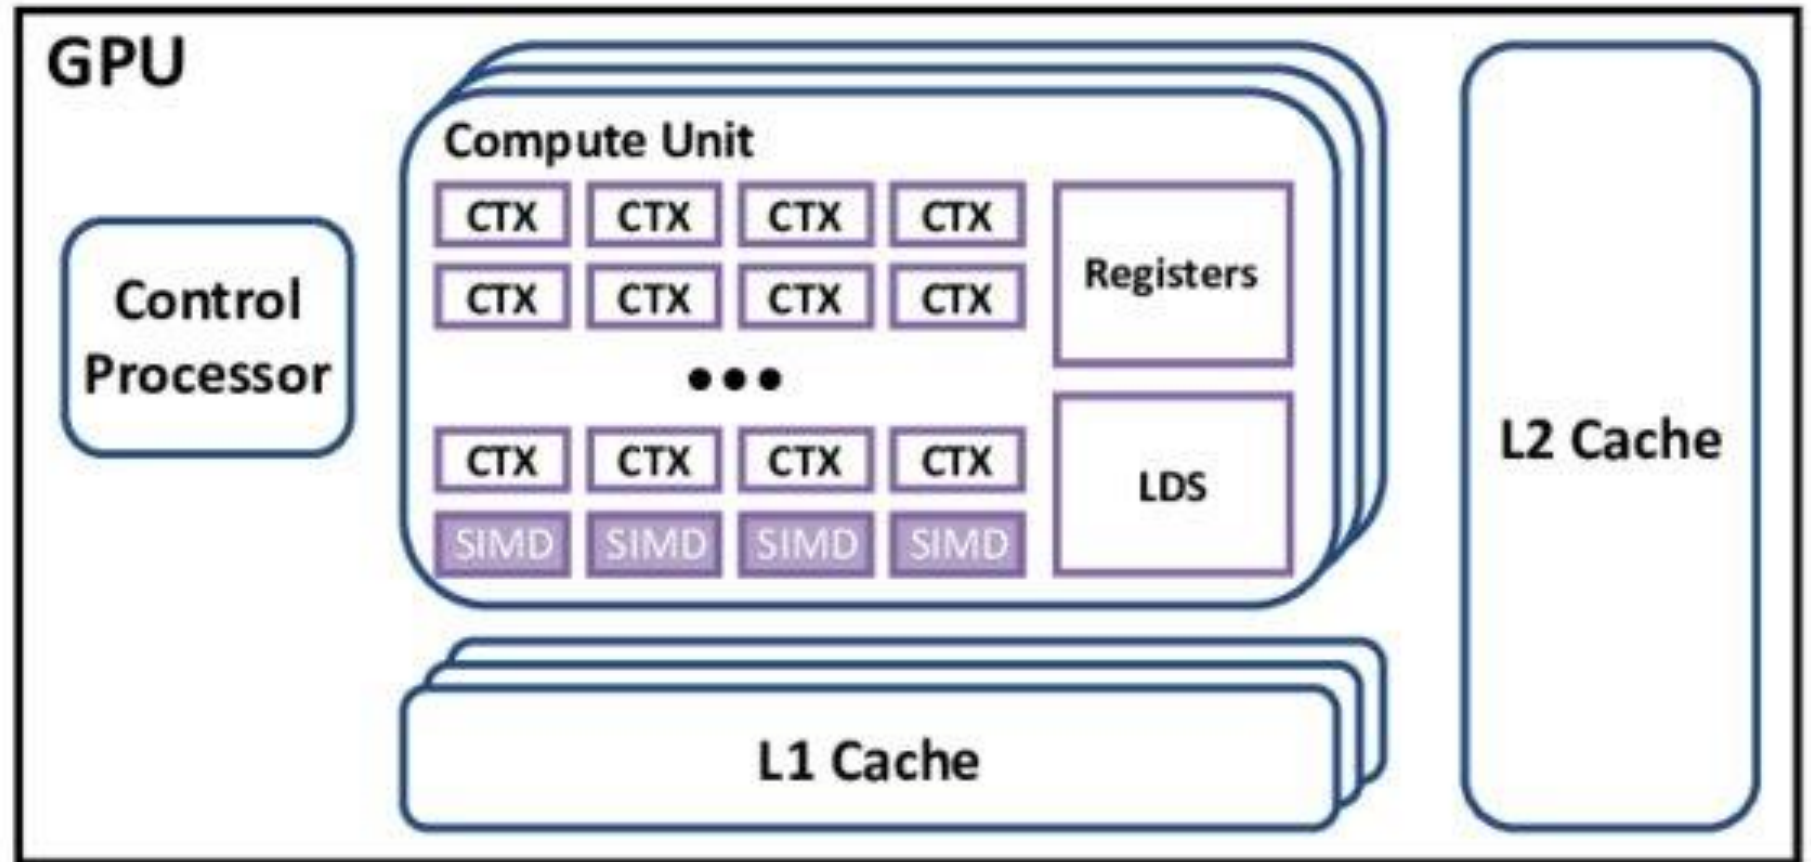 GPU
Control
Processor
Compute Unit
CTX CTX CTX CTX
CTX CTX CTX CTX
•••
CTX CTX CTX CTX
SIMD SIMD SIMD SIMD
Registers
LDS
L1 Cache
L2 Cache